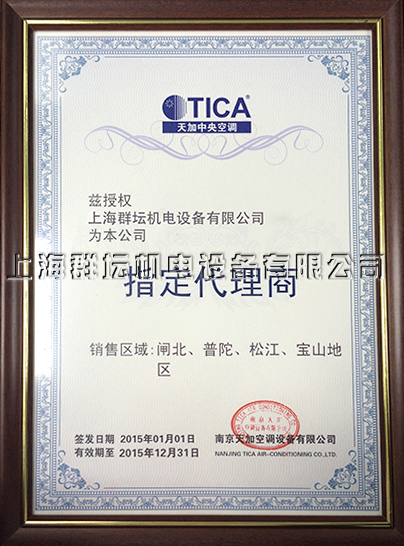 TICA®
天加中央空调
兹授权
上海群坛机电设备有限公司
为本公司
上海群坛机电设备有限公司
指定代理商
销售区域:闸北、普陀、松江、宝山地
区
签发日期 2015年01月01日
有效期至 2015年12月31日
南京天加空调设备有限公司
NANJING TICA AIR-CONDITIONING CO.,LTD.